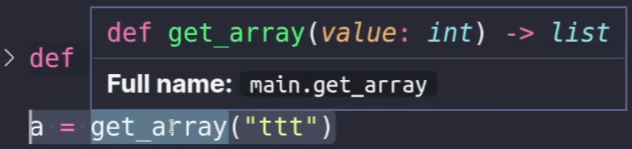 def get_array(value: int) -> list
> def
Full name: main.get_array
a = get_array("ttt")